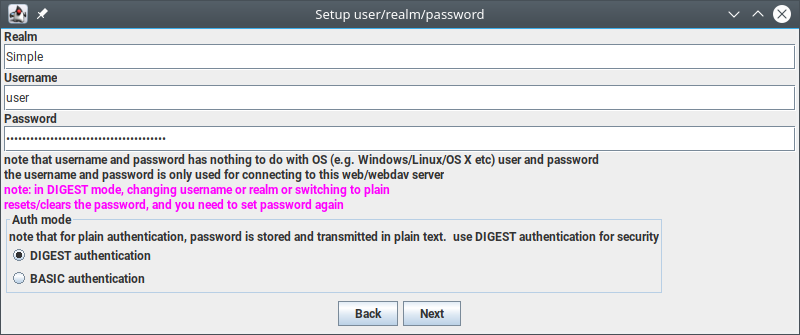 Setup user/realm/password
Realm
Simple
Username
user
Password
••••••••••••••••••••••••••••••••••••••••
note that username and password has nothing to do with OS (e.g. Windows/Linux/OS X etc) user and password
the username and password is only used for connecting to this web/webdav server
note: in DIGEST mode, changing username or realm or switching to plain
resets/clears the password, and you need to set password again
Auth mode
note that for plain authentication, password is stored and transmitted in plain text.  use DIGEST authentication for security
DIGEST authentication
BASIC authentication
Back Next